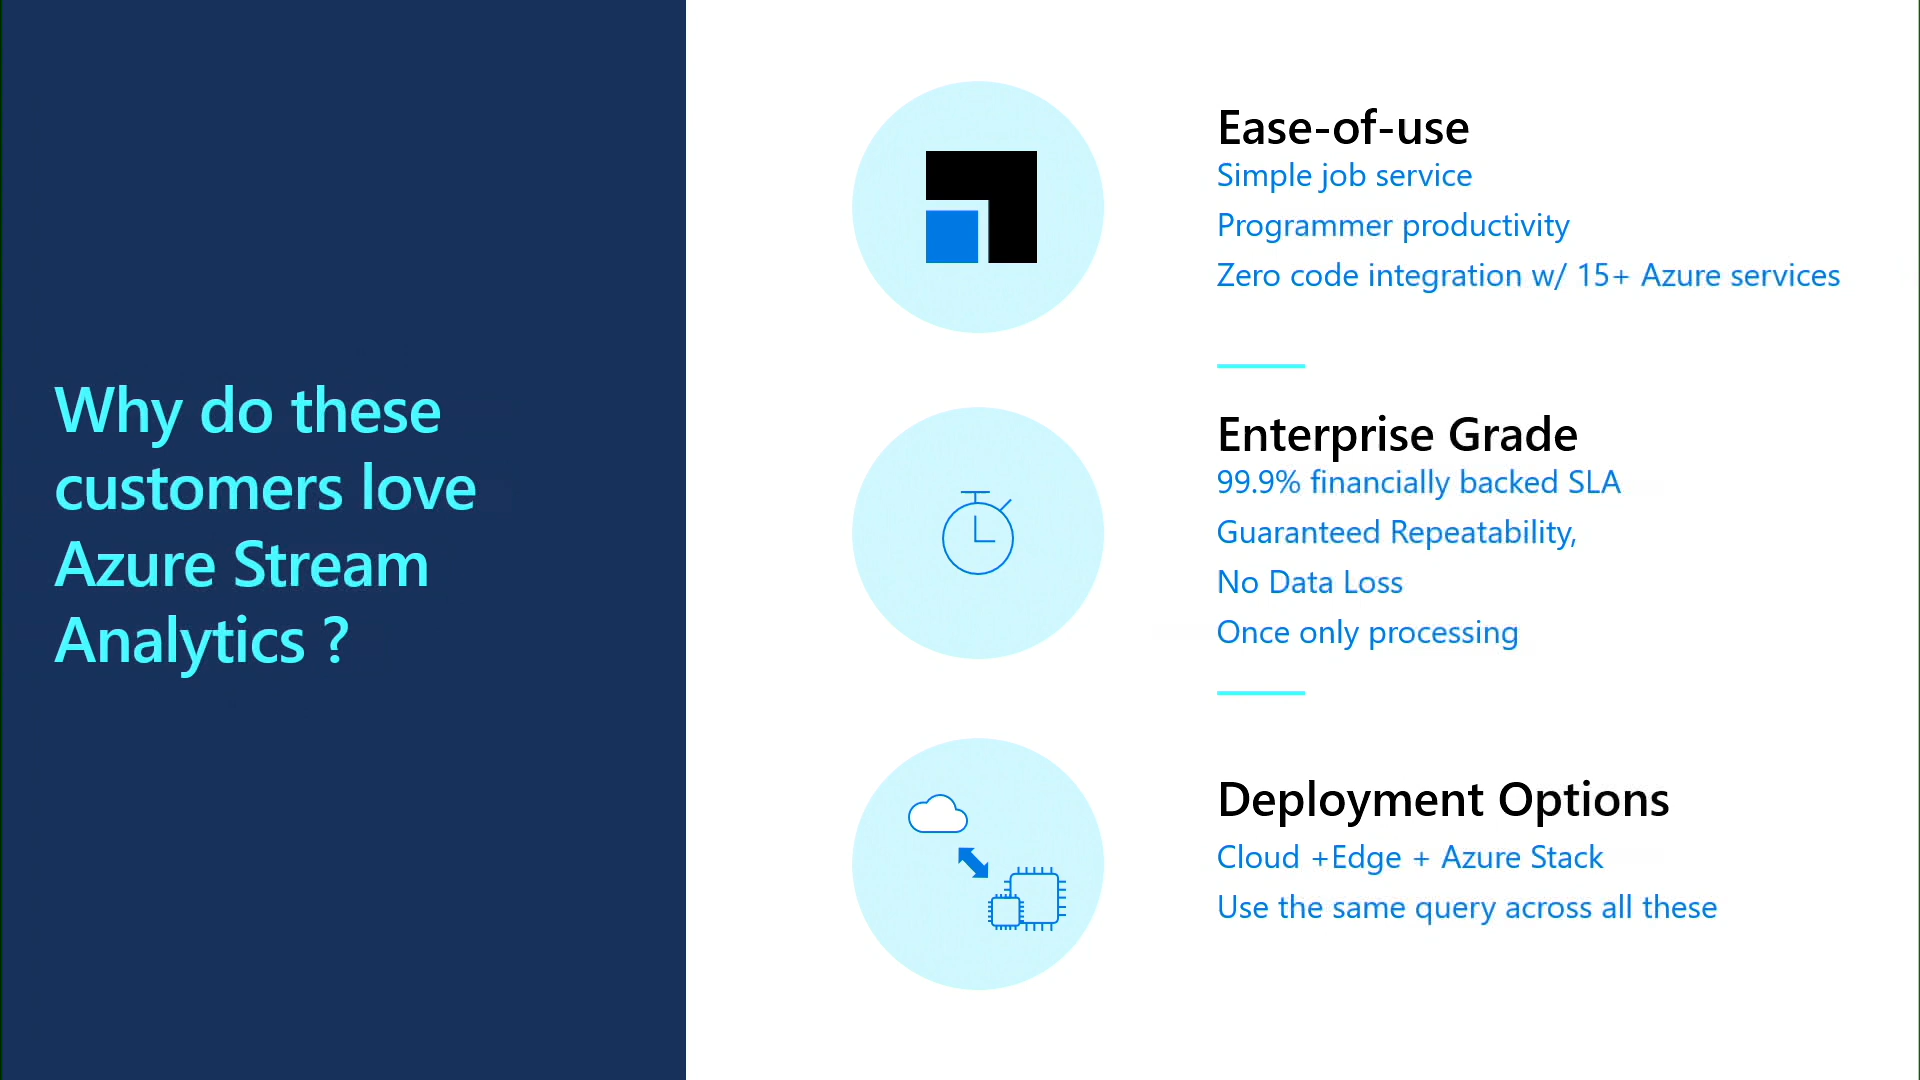 Why do these
customers love
Azure Stream
Analytics ?
Ease-of-use
Simple job service
Programmer productivity
Zero code integration w/ 15+ Azure services
Enterprise Grade
99.9% financially backed SLA
Guaranteed Repeatability,
No Data Loss
Once only processing
Deployment Options
Cloud +Edge + Azure Stack
Use the same query across all these